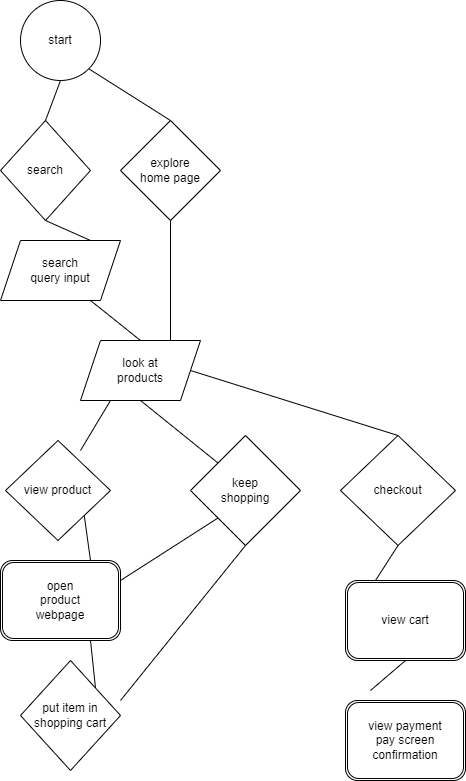 start
search
explore
home page
search
query input
look at
products
view product
keep
shopping
checkout
open
product
webpage
view cart
put item in
shopping cart
view payment
pay screen
confirmation